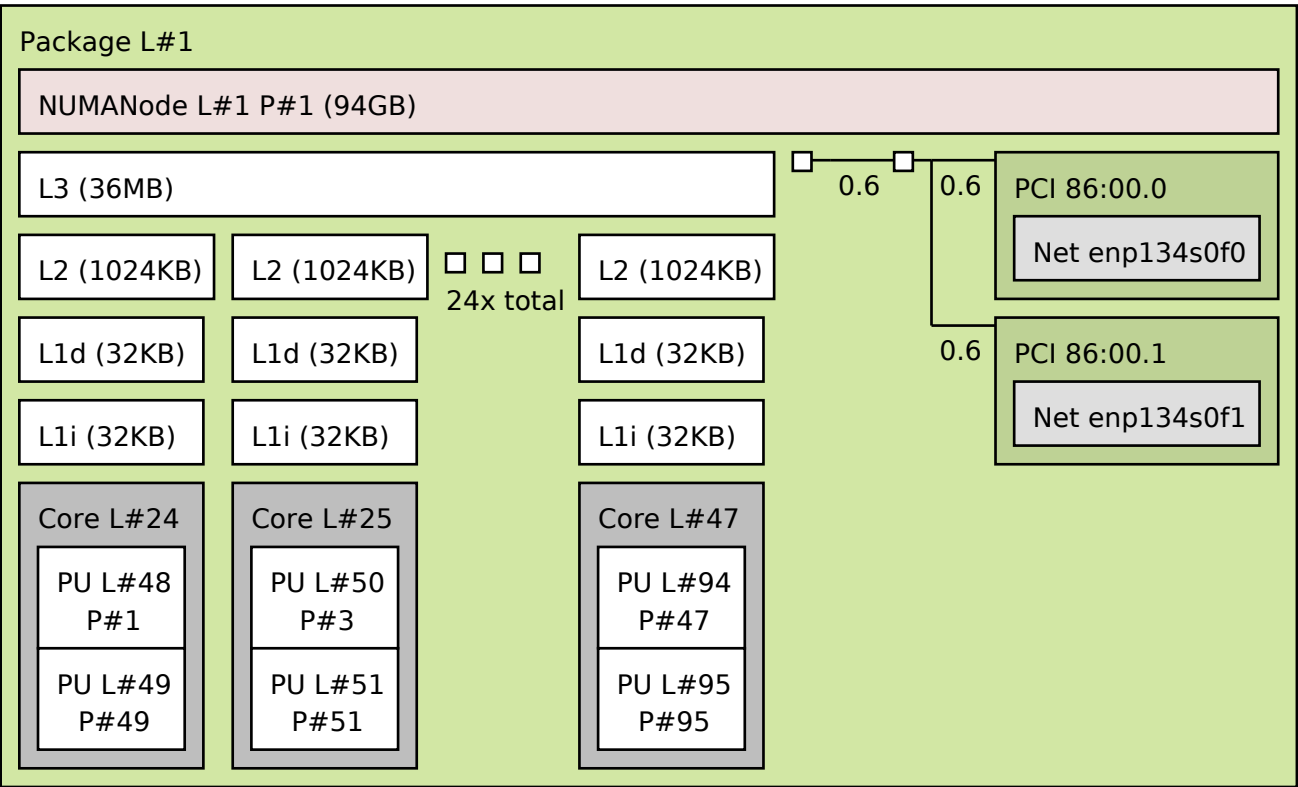 Package L#1
NUMANode L#1 P#1 (94GB)
L3 (36MB)
0.6
0.6
PCI 86:00.0
Net enp134s0f0
L2 (1024KB)
L2 (1024KB)
24x total
L2 (1024KB)
L1d (32KB)
L1d (32KB)
L1d (32KB)
0.6
PCI 86:00.1
Net enp134s0f1
L1i (32KB)
L1i (32KB)
L1i (32KB)
Core L#24
PU L#48
P#1
PU L#49
P#49
Core L#25
PU L#50
P#3
PU L#51
P#51
Core L#47
PU L#94
P#47
PU L#95
P#95